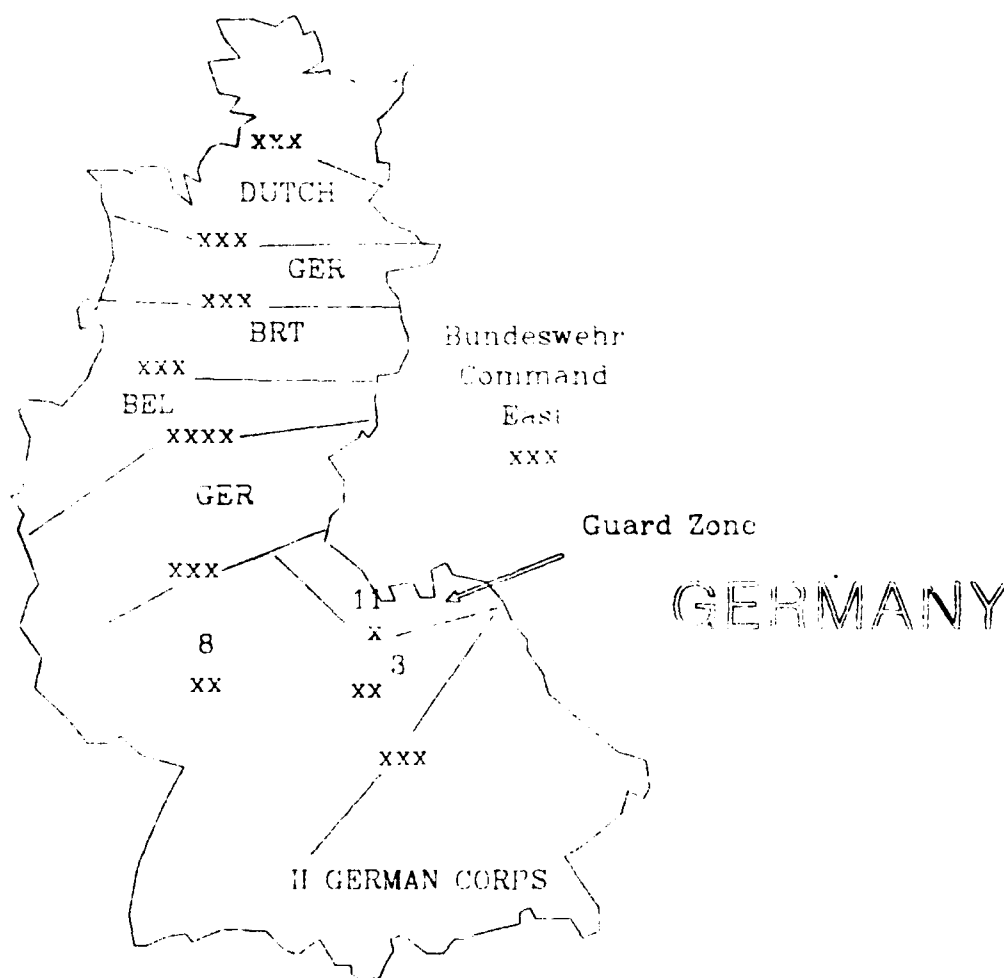 XXX
DUTCH
XXX
GER
XXX
BRT
Bundeswehr
Command
East
XXX
XXX
BEL
XXXX
GER
Guard Zone
XXX
11
X
GERMANY
8
3
XX
XX
XXX
II GERMAN CORPS